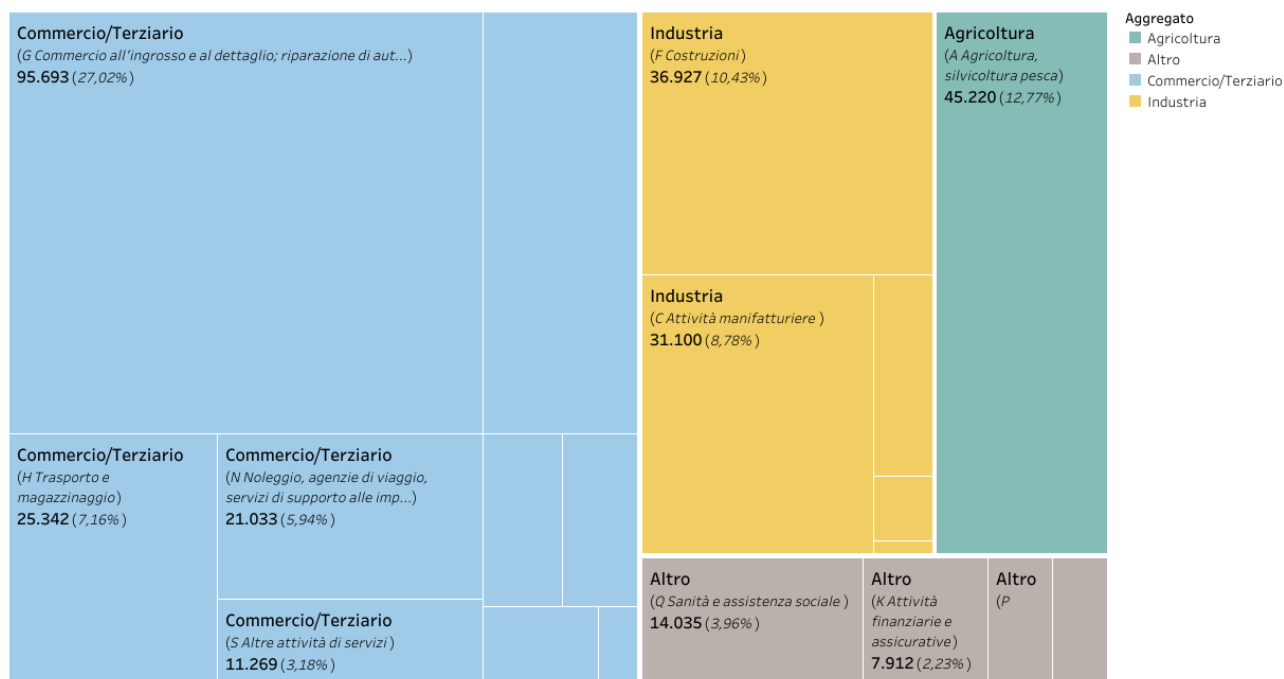 Commercio/Terziario
(G Commercio all'ingrosso e al dettaglio; riparazione di aut...)
95.693 (27,02%)
Commercio/Terziario
(H Trasporto e
magazzinaggio)
25.342 (7,16%)
Commercio/Terziario
(N Noleggio, agenzie di viaggio,
servizi di supporto alle imp...)
21.033 (5,94%)
Commercio/Terziario
(S Altre attività di servizi)
11.269 (3,18%)
Industria
(F Costruzioni)
36.927 (10,43%)
Industria
(C Attività manifatturiere )
31.100 (8,78%)
Agricoltura
(A Agricoltura,
silvicoltura pesca)
45.220 (12,77%)
Altro
(Q Sanità e assistenza sociale )
14.035 (3,96%)
Altro
(K Attività
finanziarie e
assicurative)
7.912 (2,23%)
Altro
(P
Aggregato
Agricoltura
Altro
Commercio/Terziario
Industria